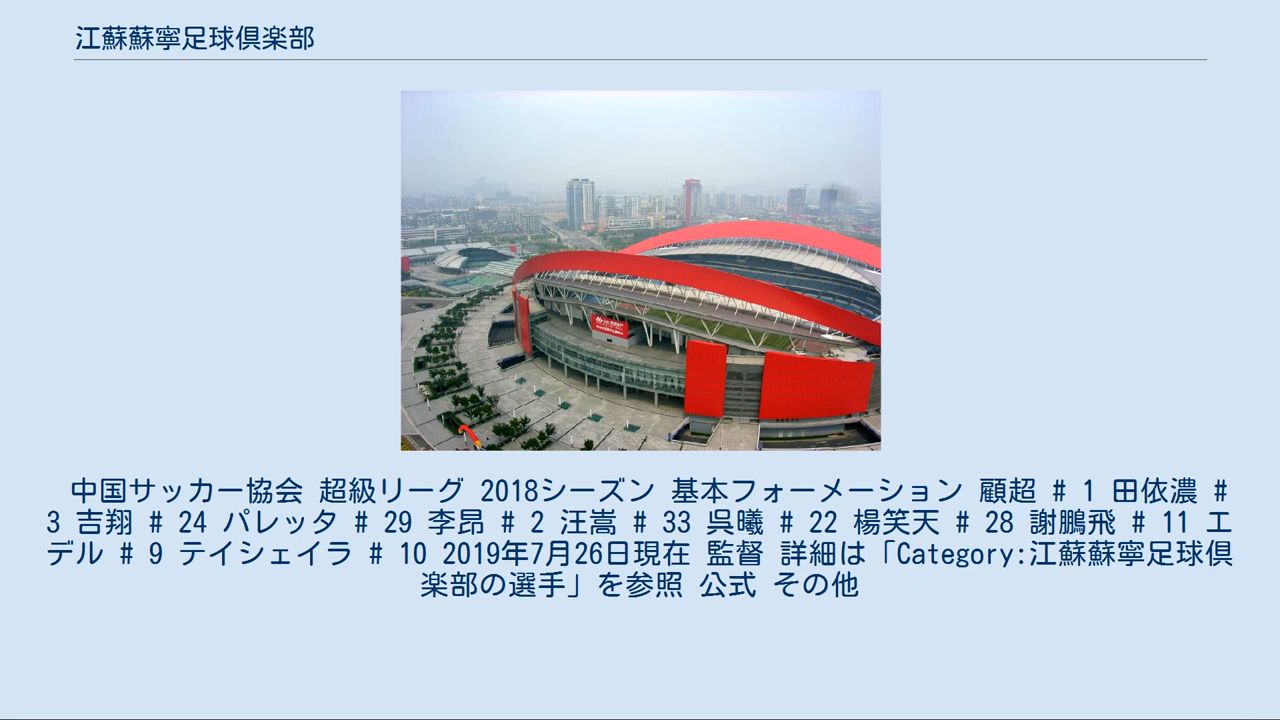 江蘇蘇寧足球倶楽部
中国サッカー協会 超級リーグ 2018シーズン 基本フォーメーション 顧超 # 1 田依濃 #
3 吉翔 # 24 パレッタ # 29 李昂 # 2 汪嵩 # 33 呉曦 # 22 楊笑天 # 28 謝鵬飛 # 11 エ
デル # 9 テイシェイラ # 10 2019年7月26日現在 監督 詳細は「Category:江蘇蘇寧足球倶
楽部の選手」を参照 公式 その他